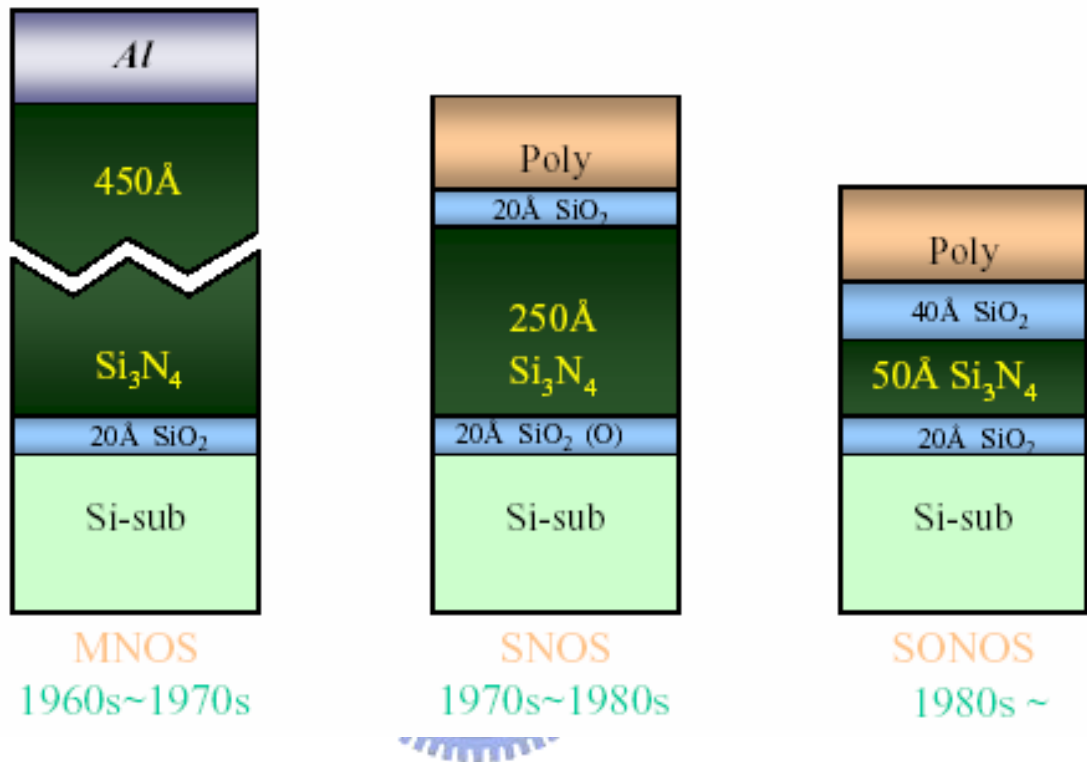 Al
450Å
Si₃N₄
20Å SiO₂
Si-sub
MNOS
1960s~1970s
Poly
20Å SiO₂
250Å
Si₃N₄
20Å SiO₂ (O)
Si-sub
SNOS
1970s~1980s
Poly
40Å SiO₂
50Å Si₃N₄
20Å SiO₂
Si-sub
SONOS
1980s ~